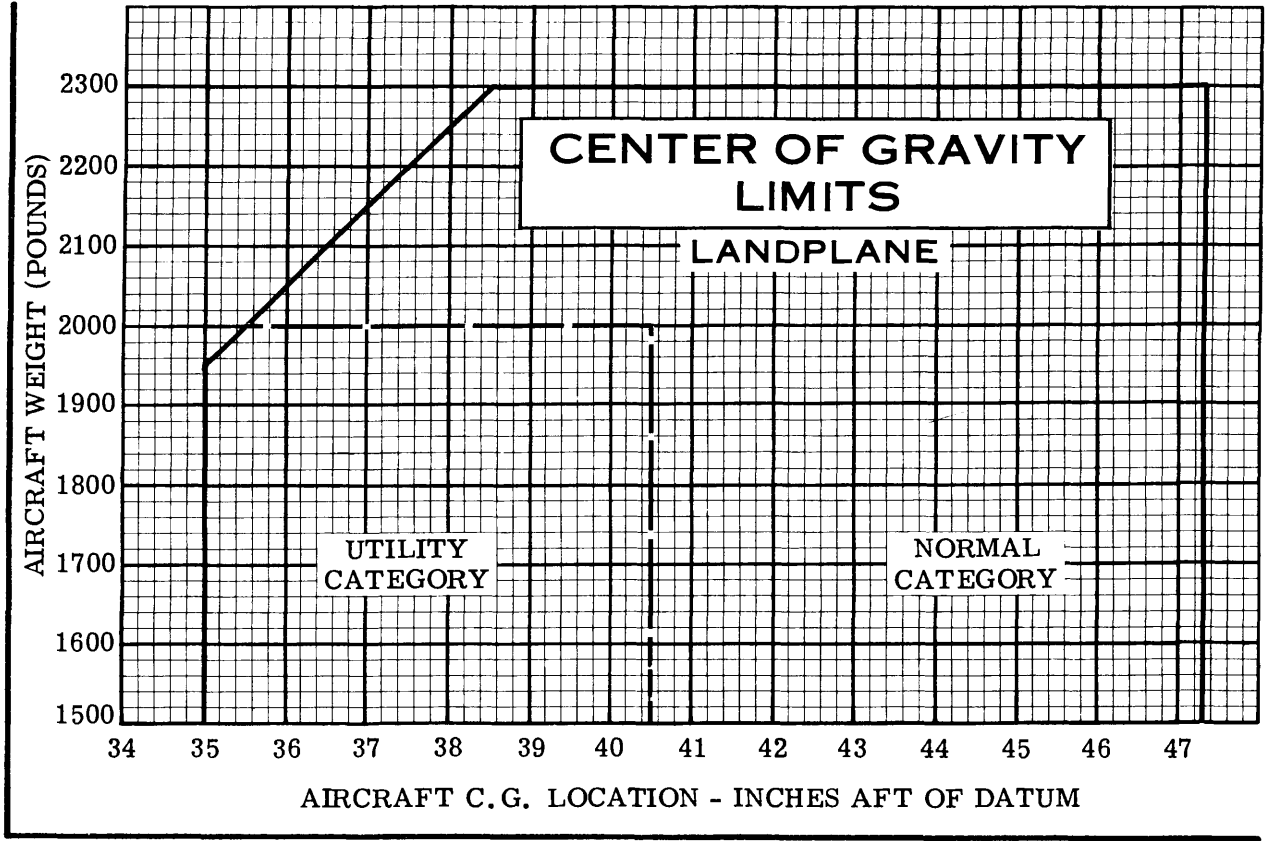 CENTER OF GRAVITY
LIMITS
LANDPLANE
AIRCRAFT WEIGHT (POUNDS)
2300
2200
2100
2000
1900
1800
1700
1600
1500
UTILITY
CATEGORY
NORMAL
CATEGORY
34 35 36 37 38 39 40 41 42 43 44 45 46 47
AIRCRAFT C.G. LOCATION - INCHES AFT OF DATUM